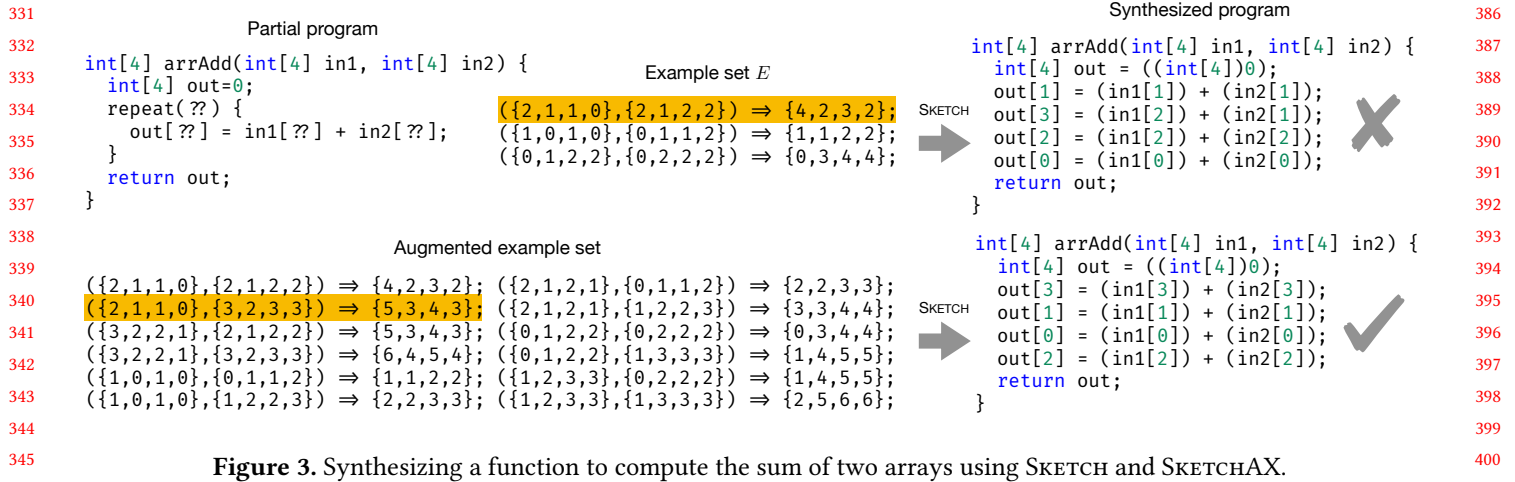 331
332
333
334
335
336
337
338
339
340
341
342
343
344
345
Partial program
int[4] arrAdd(int[4] in1, int[4] in2) {
int[4] out=0;
repeat(??) {
out[??] = in1[??] + in2[??];
}
return out;
}
Example set E
({2,1,1,0},{2,1,2,2}) ⇒ {4,2,3,2};
({1,0,1,0},{0,1,1,2}) ⇒ {1,1,2,2};
({0,1,2,2},{0,2,2,2}) ⇒ {0,3,4,4};
SKETCH
Synthesized program
int[4] arrAdd(int[4] in1, int[4] in2) {
int[4] out = ((int[4])0);
out[1] = (in1[1]) + (in2[1]);
out[3] = (in1[2]) + (in2[1]);
out[2] = (in1[2]) + (in2[2]);
out[0] = (in1[0]) + (in2[0]);
return out;
}
Augmented example set
({2,1,1,0},{2,1,2,2}) ⇒ {4,2,3,2}; ({2,1,2,1},{0,1,1,2}) ⇒ {2,2,3,3};
({2,1,1,0},{3,2,3,3}) ⇒ {5,3,4,3}; ({2,1,2,1},{1,2,2,3}) ⇒ {3,3,4,4};
({3,2,2,1},{2,1,2,2}) ⇒ {5,3,4,3}; ({0,1,2,2},{0,2,2,2}) ⇒ {0,3,4,4};
({3,2,2,1},{3,2,3,3}) ⇒ {6,4,5,4}; ({0,1,2,2},{1,3,3,3}) ⇒ {1,4,5,5};
({1,0,1,0},{0,1,1,2}) ⇒ {1,1,2,2}; ({1,2,3,3},{0,2,2,2}) ⇒ {1,4,5,5};
({1,0,1,0},{1,2,2,3}) ⇒ {2,2,3,3}; ({1,2,3,3},{1,3,3,3}) ⇒ {2,5,6,6};
SKETCH
int[4] arrAdd(int[4] in1, int[4] in2) {
int[4] out = ((int[4])0);
out[3] = (in1[3]) + (in2[3]);
out[1] = (in1[1]) + (in2[1]);
out[0] = (in1[0]) + (in2[0]);
out[2] = (in1[2]) + (in2[2]);
return out;
}
Figure 3. Synthesizing a function to compute the sum of two arrays using SKETCH and SKETCHAX.
386
387
388
389
390
391
392
393
394
395
396
397
398
399
400